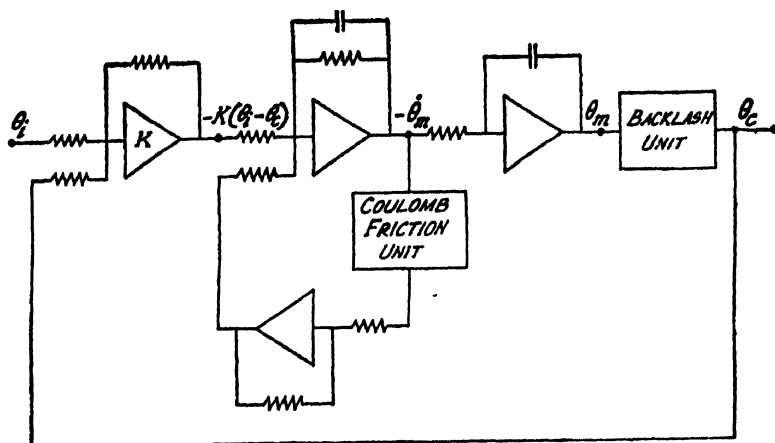 θi
K
-K(θi-θc)
-θ̇m
θm
BACKLASH
UNIT
θc
COULOMB
FRICTION
UNIT